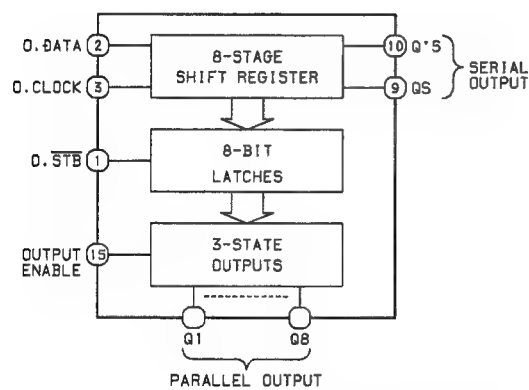 O.DATA
2
8-STAGE
SHIFT REGISTER
10
Q'S
O.CLOCK
3
9
QS
SERIAL
OUTPUT
O.STB
1
8-BIT
LATCHES
OUTPUT
ENABLE
15
3-STATE
OUTPUTS
Q1
Q8
PARALLEL OUTPUT